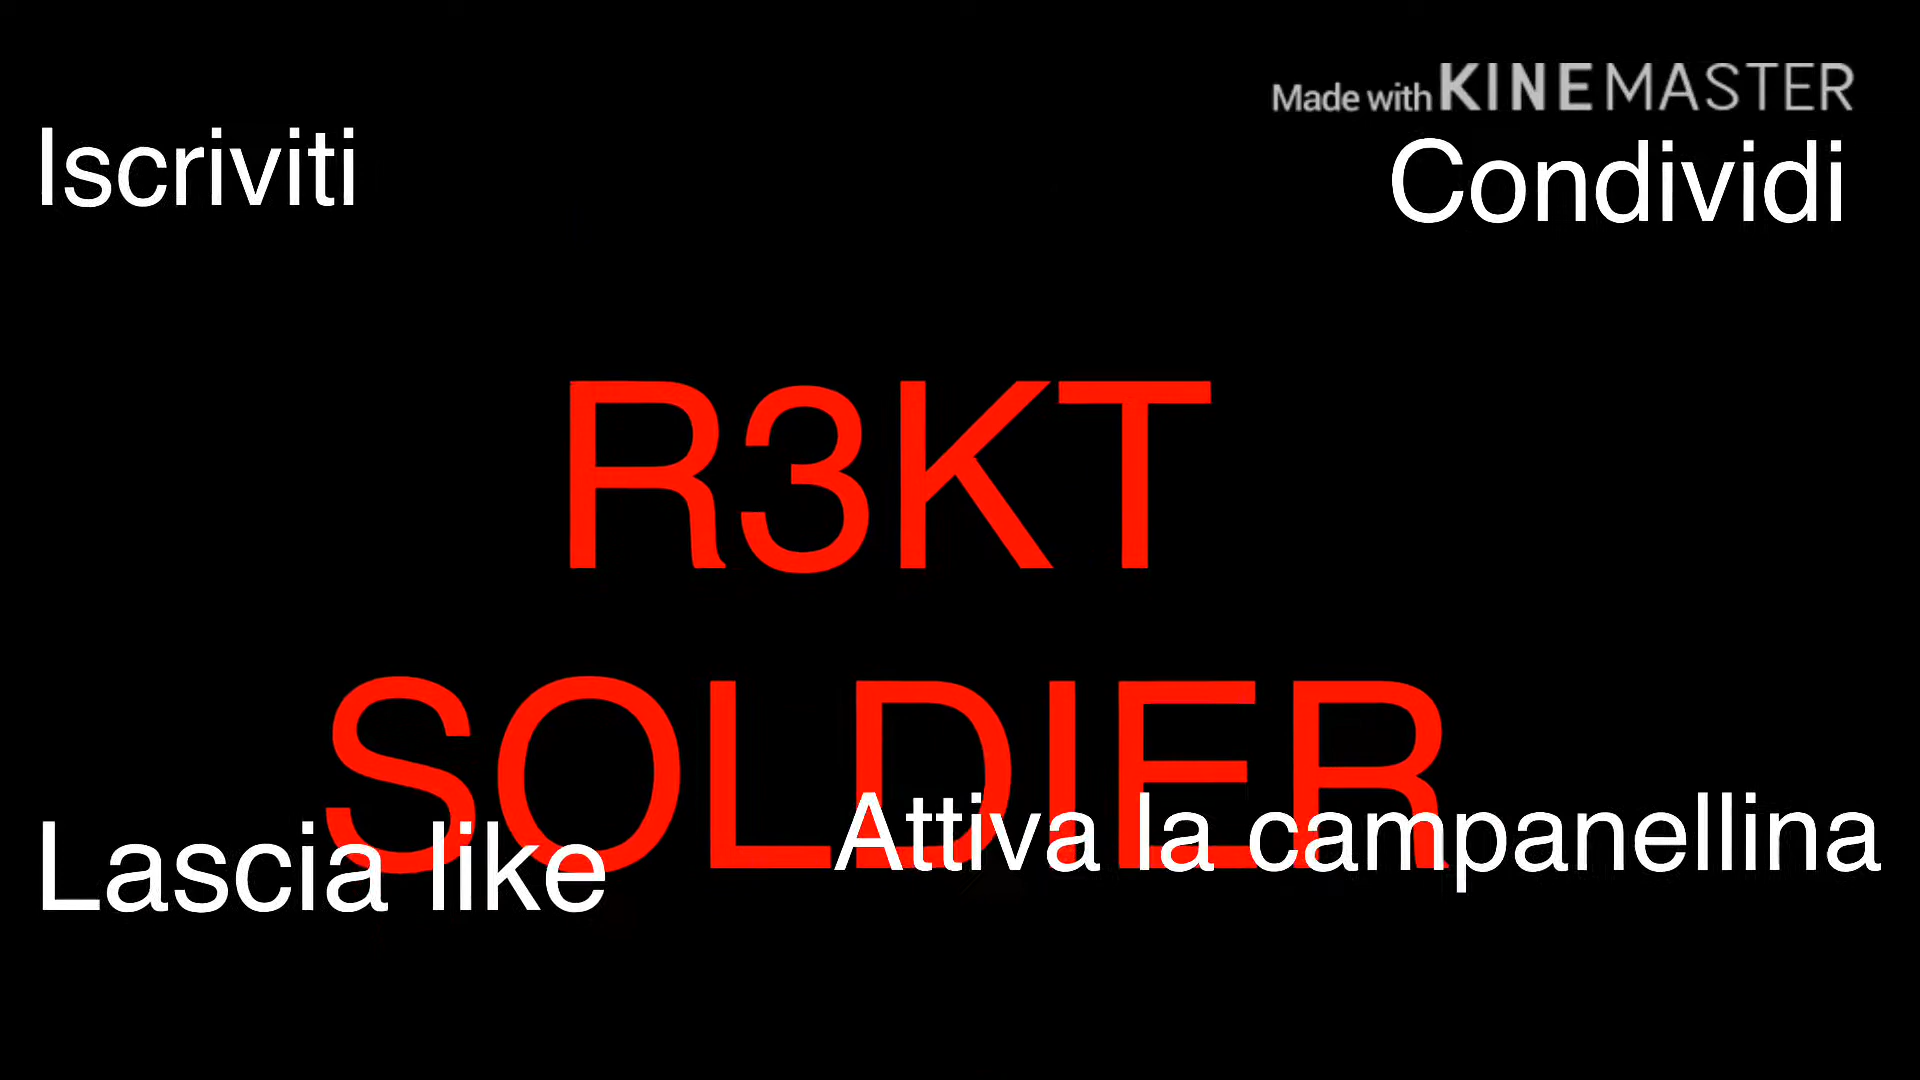 Made with KINEMASTER
Iscriviti
Condividi
R3KT
SOLDIER
Lascia like
Attiva la campanellina